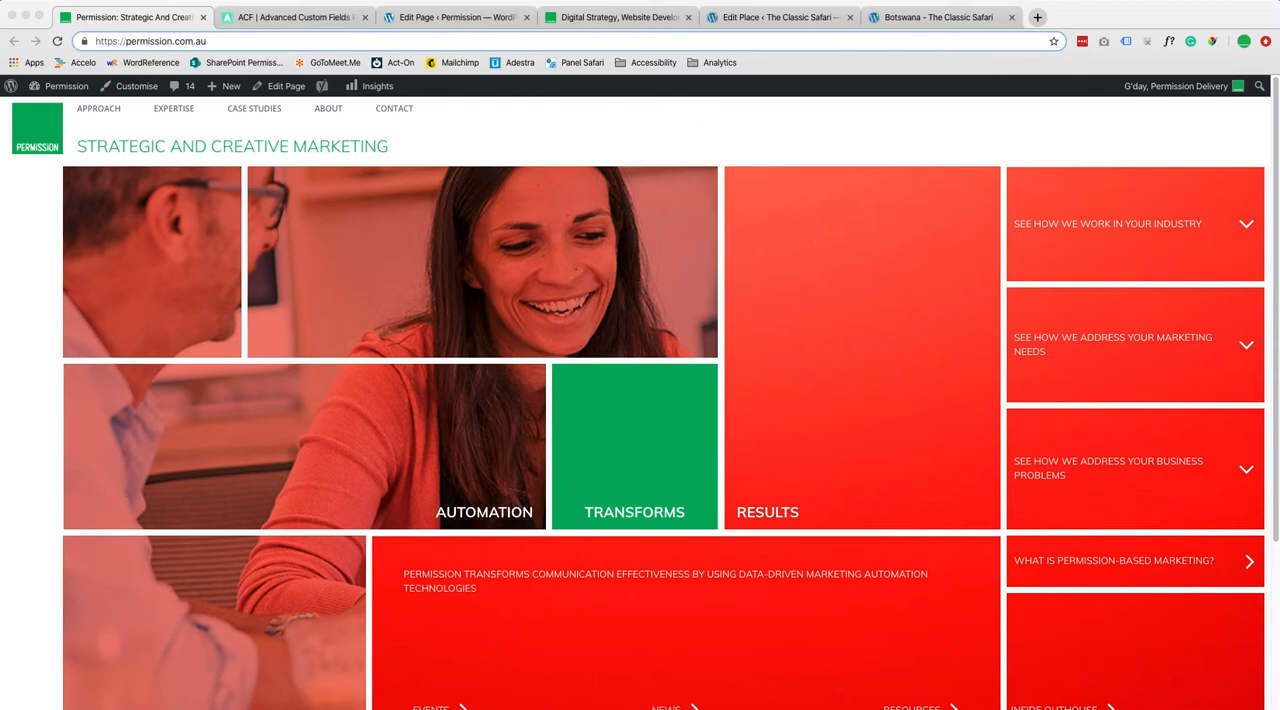 Permission: Strategic And Creati
ACF | Advanced Custom Fields P
Edit Page ‹ Permission — WordP
Digital Strategy, Website Develo
Edit Place ‹ The Classic Safari —
Botswana - The Classic Safari
https://permission.com.au
Apps
Accelo
WordReference
SharePoint Permiss...
GoToMeet.Me
Act-On
Mailchimp
Adestra
Panel Safari
Accessibility
Analytics
Permission
Customise
14
New
Edit Page
Insights
G'day, Permission Delivery
PERMISSION
APPROACH
EXPERTISE
CASE STUDIES
ABOUT
CONTACT
STRATEGIC AND CREATIVE MARKETING
SEE HOW WE WORK IN YOUR INDUSTRY
SEE HOW WE ADDRESS YOUR MARKETING
NEEDS
SEE HOW WE ADDRESS YOUR BUSINESS
PROBLEMS
AUTOMATION
TRANSFORMS
RESULTS
WHAT IS PERMISSION-BASED MARKETING?
PERMISSION TRANSFORMS COMMUNICATION EFFECTIVENESS BY USING DATA-DRIVEN MARKETING AUTOMATION
TECHNOLOGIES
EVENTS
NEWS
RESOURCES
INSIDE OUTHOUSE